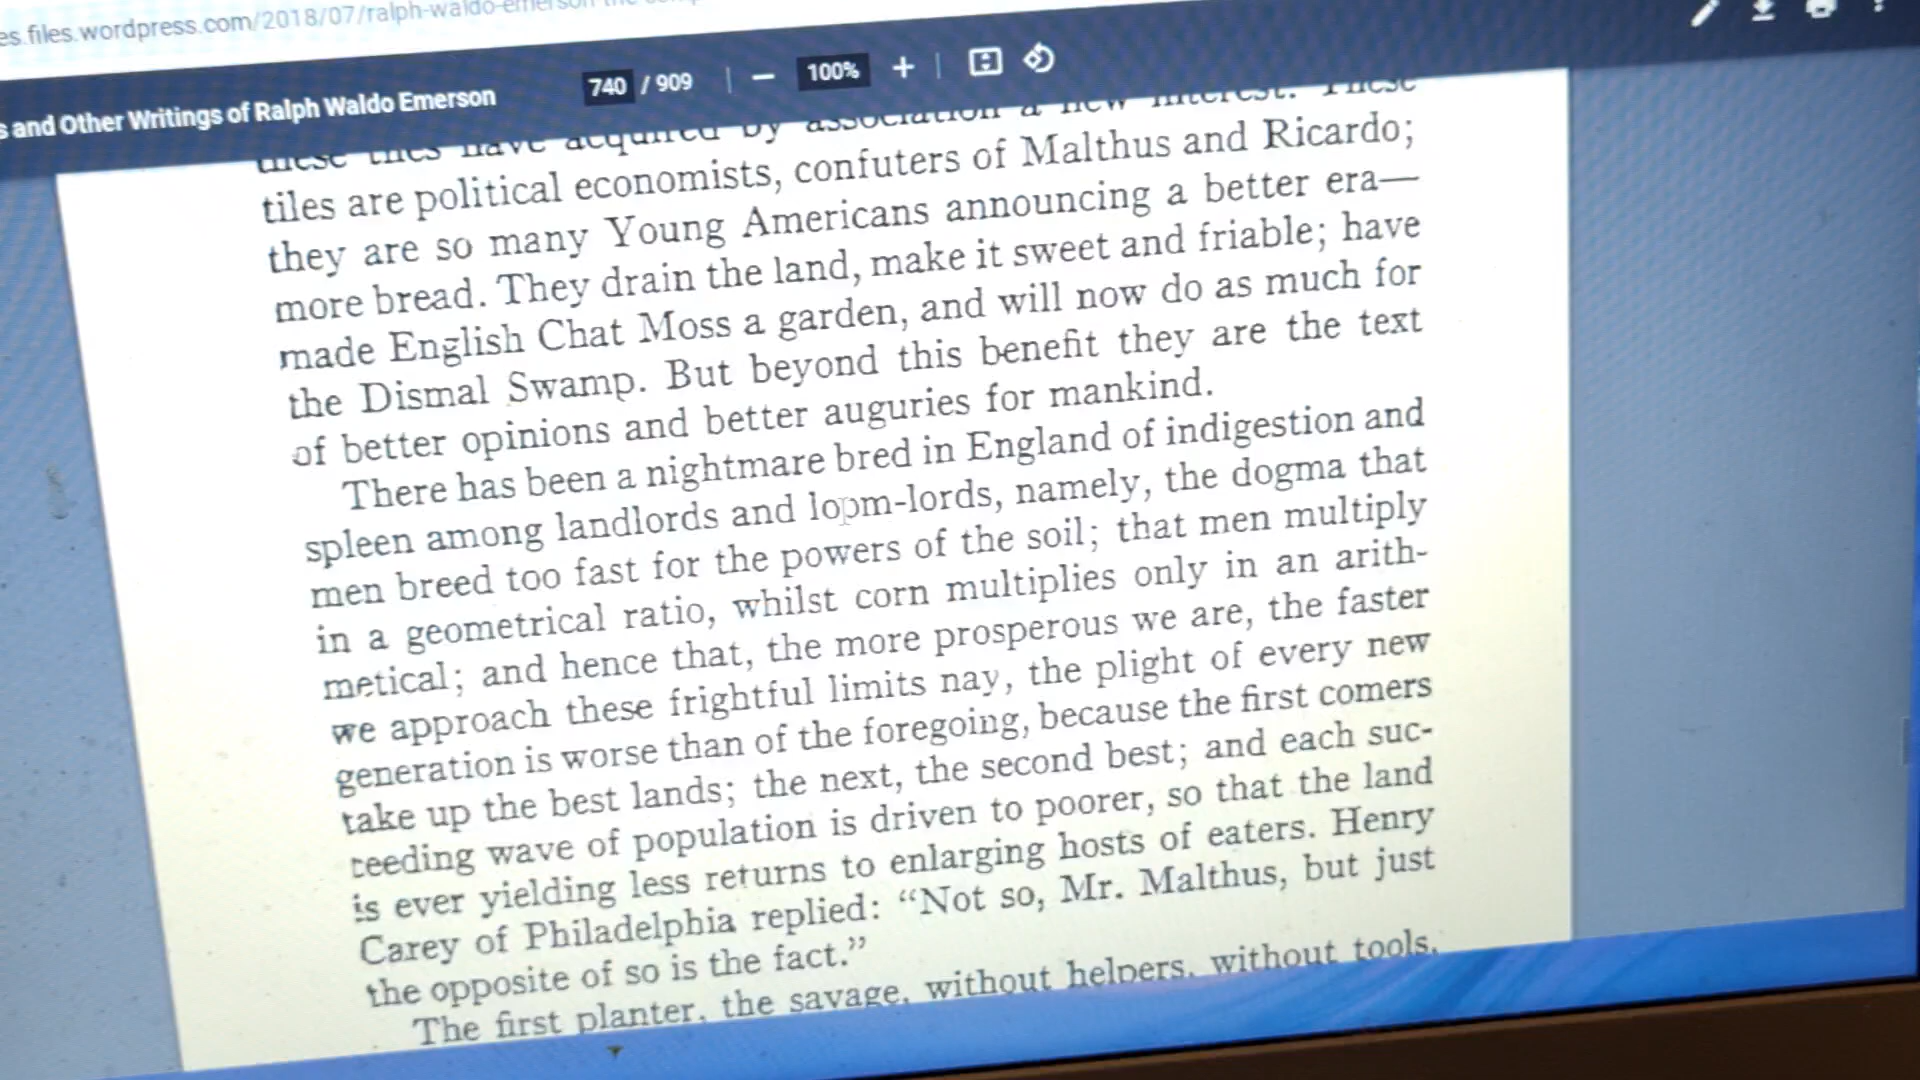 es.files.wordpress.com/2018/07/ralph-waldo-emerson-the-comp
s and Other Writings of Ralph Waldo Emerson 740 / 909 100%
these tiles have acquired by association a new interest. These
tiles are political economists, confuters of Malthus and Ricardo;
they are so many Young Americans announcing a better era—
more bread. They drain the land, make it sweet and friable; have
made English Chat Moss a garden, and will now do as much for
the Dismal Swamp. But beyond this benefit they are the text
of better opinions and better auguries for mankind.
There has been a nightmare bred in England of indigestion and
spleen among landlords and loom-lords, namely, the dogma that
men breed too fast for the powers of the soil; that men multiply
in a geometrical ratio, whilst corn multiplies only in an arith-
metical; and hence that, the more prosperous we are, the faster
we approach these frightful limits nay, the plight of every new
generation is worse than of the foregoing, because the first comers
take up the best lands; the next, the second best; and each suc-
ceeding wave of population is driven to poorer, so that the land
is ever yielding less returns to enlarging hosts of eaters. Henry
Carey of Philadelphia replied: “Not so, Mr. Malthus, but just
the opposite of so is the fact.”
The first planter, the savage, without helpers, without tools,